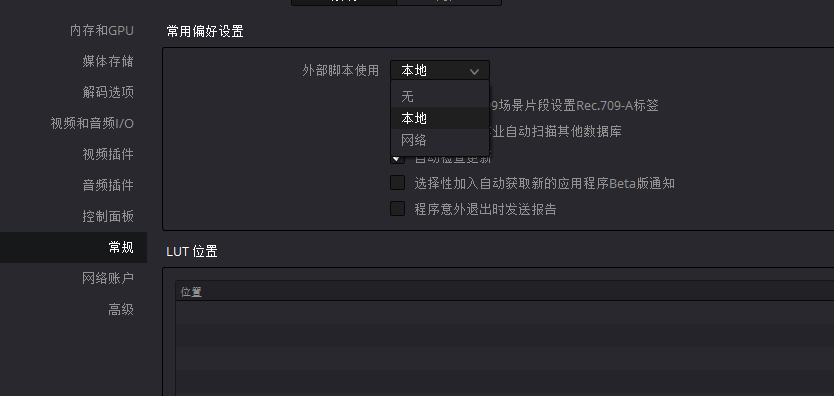 内存和GPU
媒体存储
解码选项
视频和音频I/O
视频插件
音频插件
控制面板
常规
网络账户
高级
常用偏好设置
外部脚本使用 本地
无
本地
网络
9场景片段设置Rec.709-A标签
业自动扫描其他数据库
自动检查更新
选择性加入自动获取新的应用程序Beta版通知
程序意外退出时发送报告
LUT 位置
位置